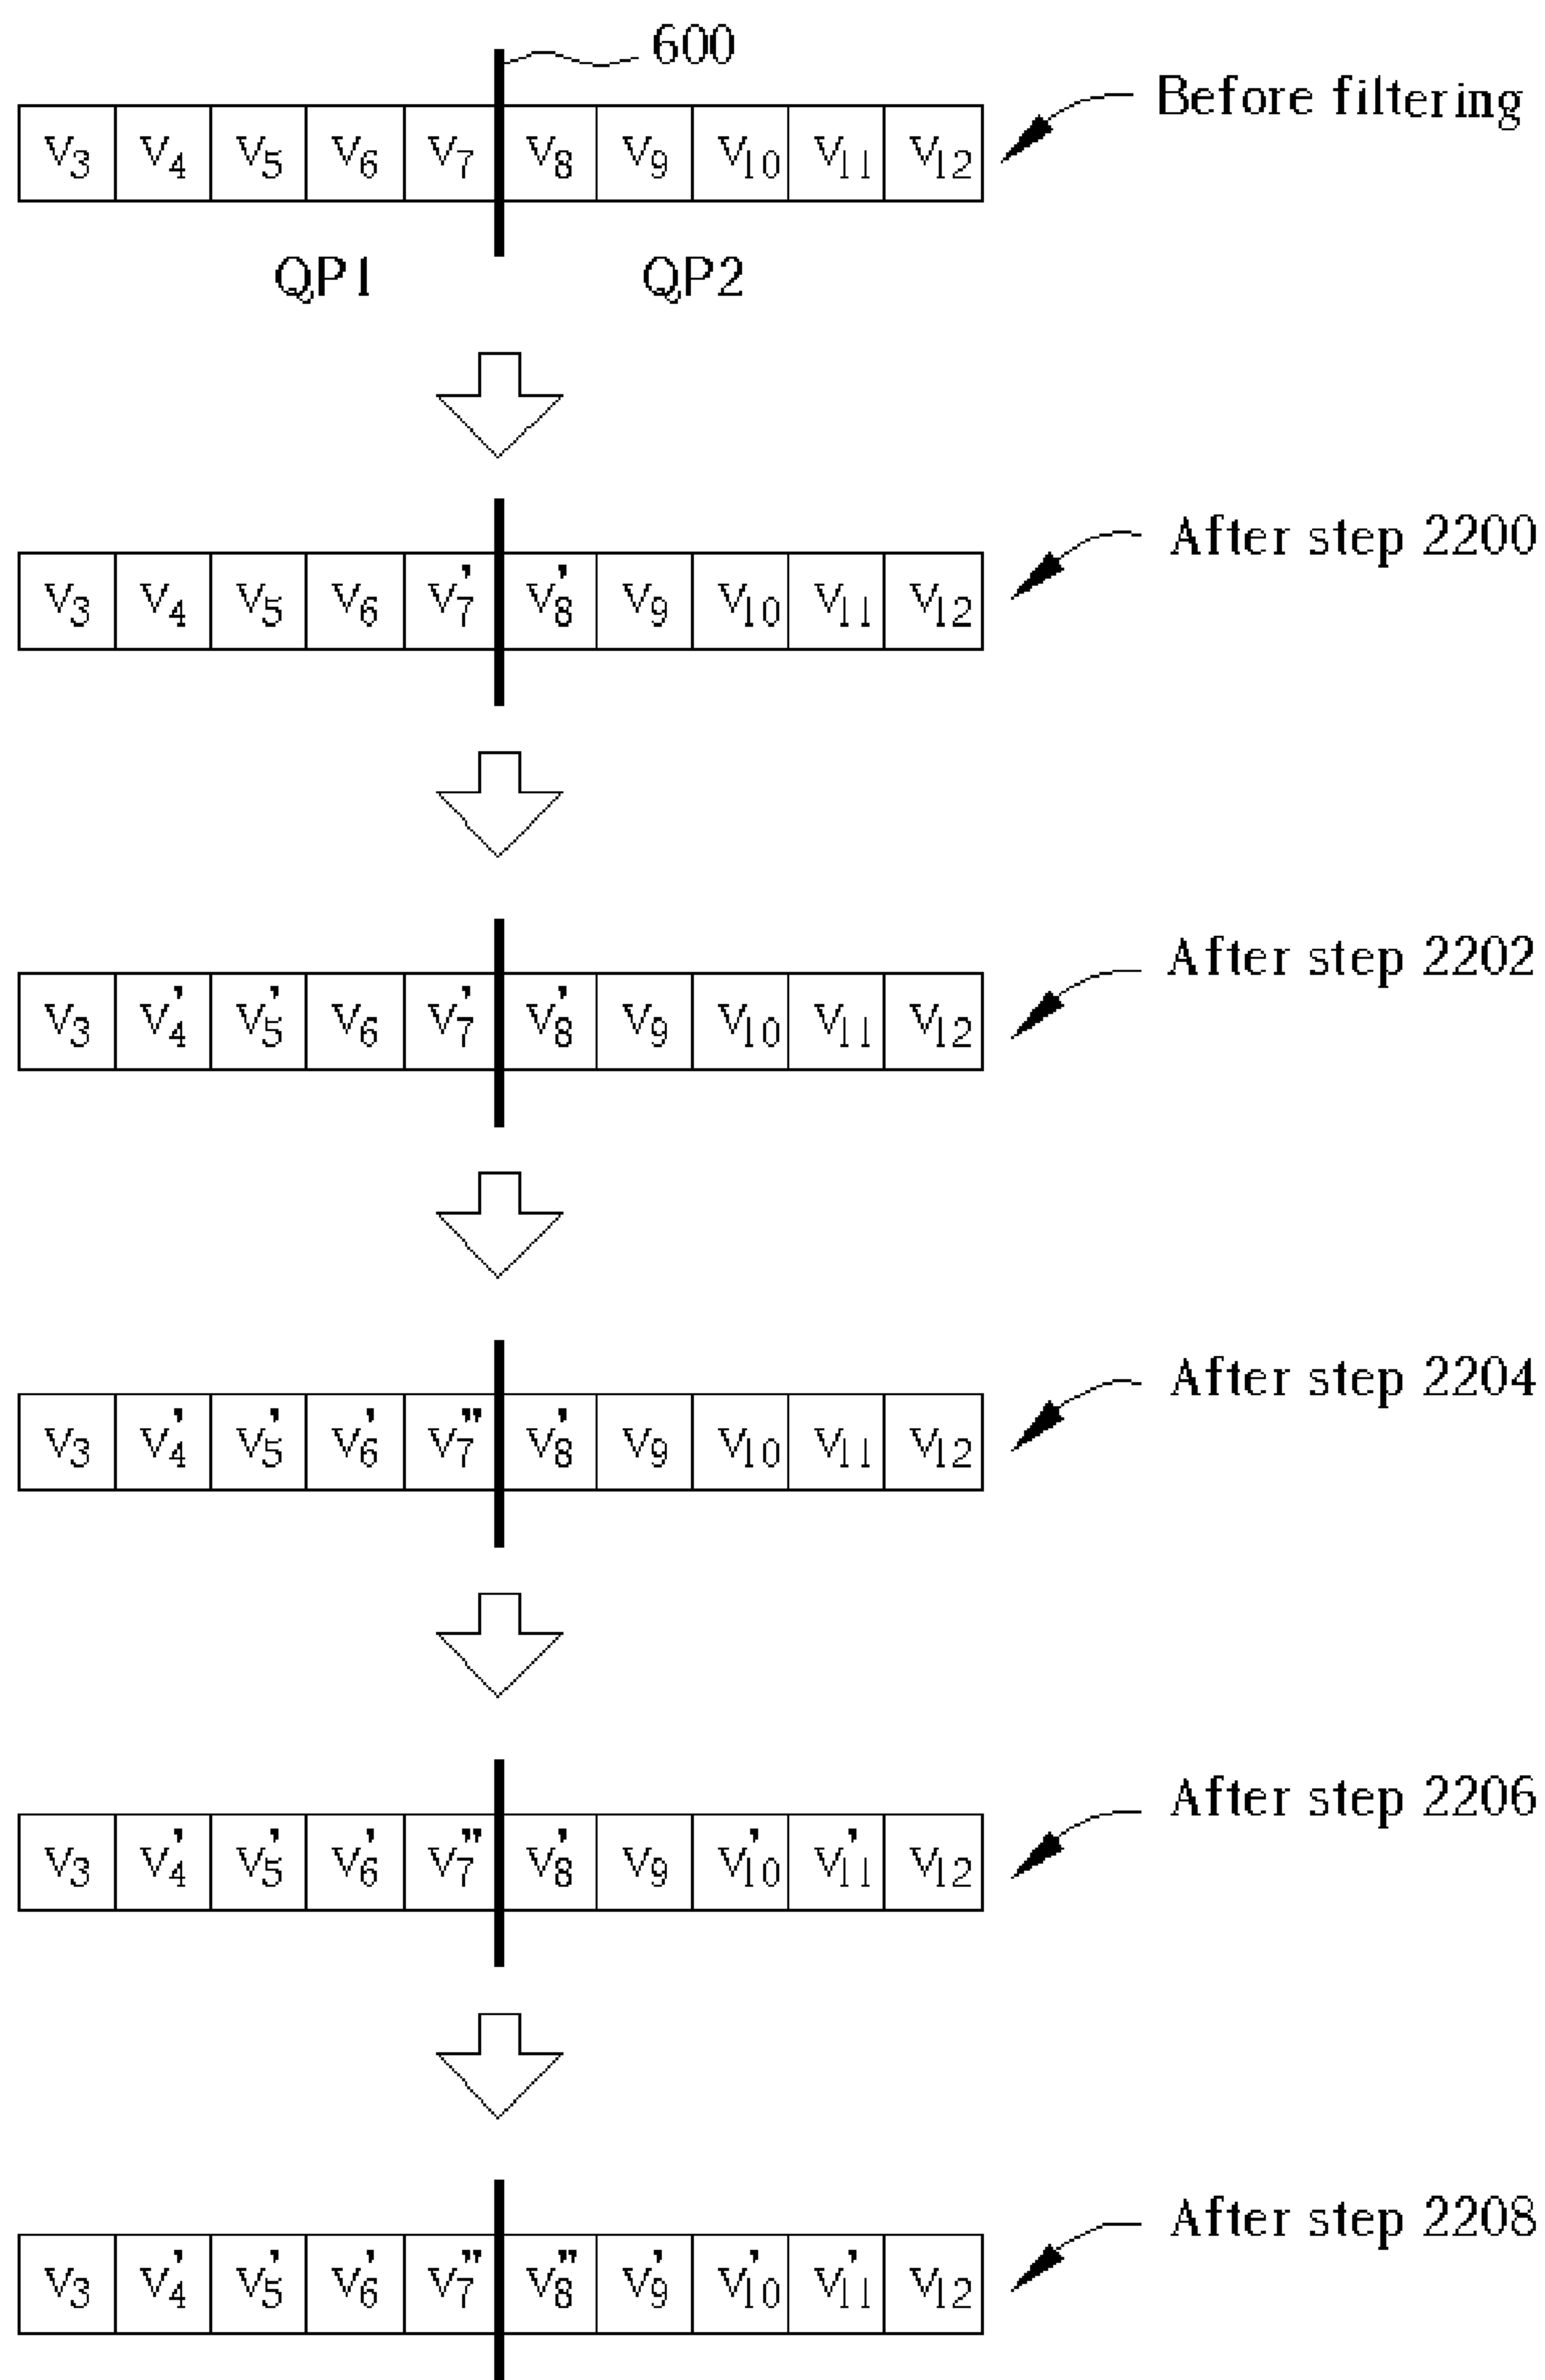 600
Before filtering
V3 V4 V5 V6 V7 V8 V9 V10 V11 V12
QP1 QP2
After step 2200
V3 V4 V5 V6 V7' V8' V9 V10 V11 V12
After step 2202
V3 V4' V5' V6 V7' V8' V9 V10 V11 V12
After step 2204
V3 V4' V5' V6' V7" V8' V9 V10 V11 V12
After step 2206
V3 V4' V5' V6' V7" V8' V9 V10' V11' V12
After step 2208
V3 V4' V5' V6' V7" V8" V9' V10' V11' V12